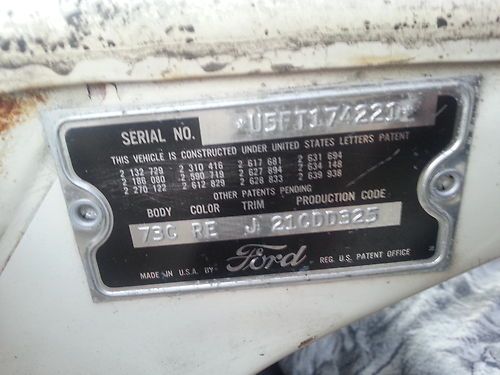 SERIAL NO. *U5FT174221*
THIS VEHICLE IS CONSTRUCTED UNDER UNITED STATES LETTERS PATENT
2 132 729 2 310 416 2 617 681 2 631 694
2 186 080 2 590 719 2 627 894 2 634 148
2 270 122 2 612 829 2 628 833 2 639 938
OTHER PATENTS PENDING
BODY COLOR TRIM PRODUCTION CODE
73C RE J 21CDD325
MADE IN U.S.A. BY Ford REG. U.S. PATENT OFFICE